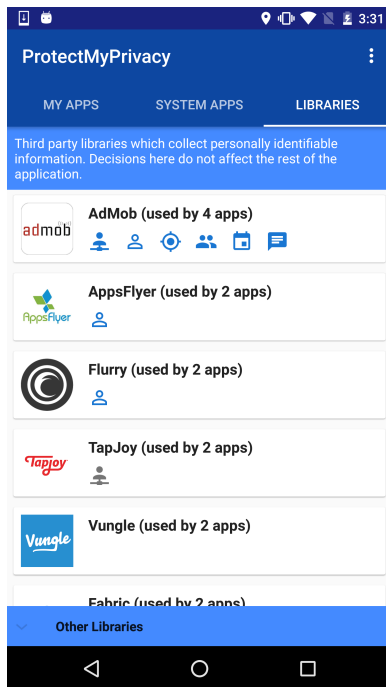 3:31
ProtectMyPrivacy
MY APPS
SYSTEM APPS
LIBRARIES
Third party libraries which collect personally identifiable
information. Decisions here do not affect the rest of the
application.
admob
AdMob (used by 4 apps)
AppsFlyer
AppsFlyer (used by 2 apps)
Flurry (used by 2 apps)
Tapjoy
TapJoy (used by 2 apps)
Vungle
Vungle (used by 2 apps)
Fabric (used by 2 apps)
Other Libraries